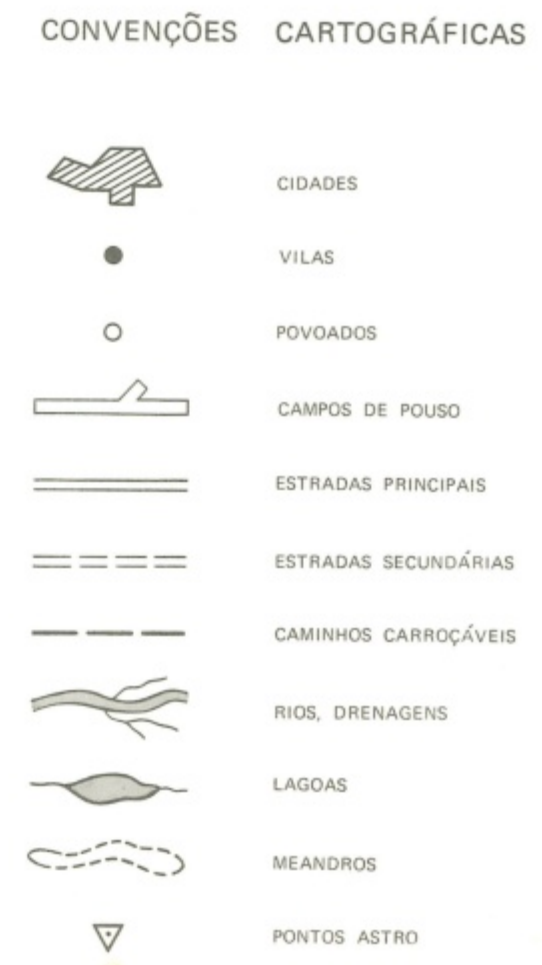 CONVENÇÕES CARTOGRÁFICAS
CIDADES
VILAS
POVOADOS
CAMPOS DE POUSO
ESTRADAS PRINCIPAIS
ESTRADAS SECUNDÁRIAS
CAMINHOS CARROÇÁVEIS
RIOS, DRENAGENS
LAGOAS
MEANDROS
PONTOS ASTRO